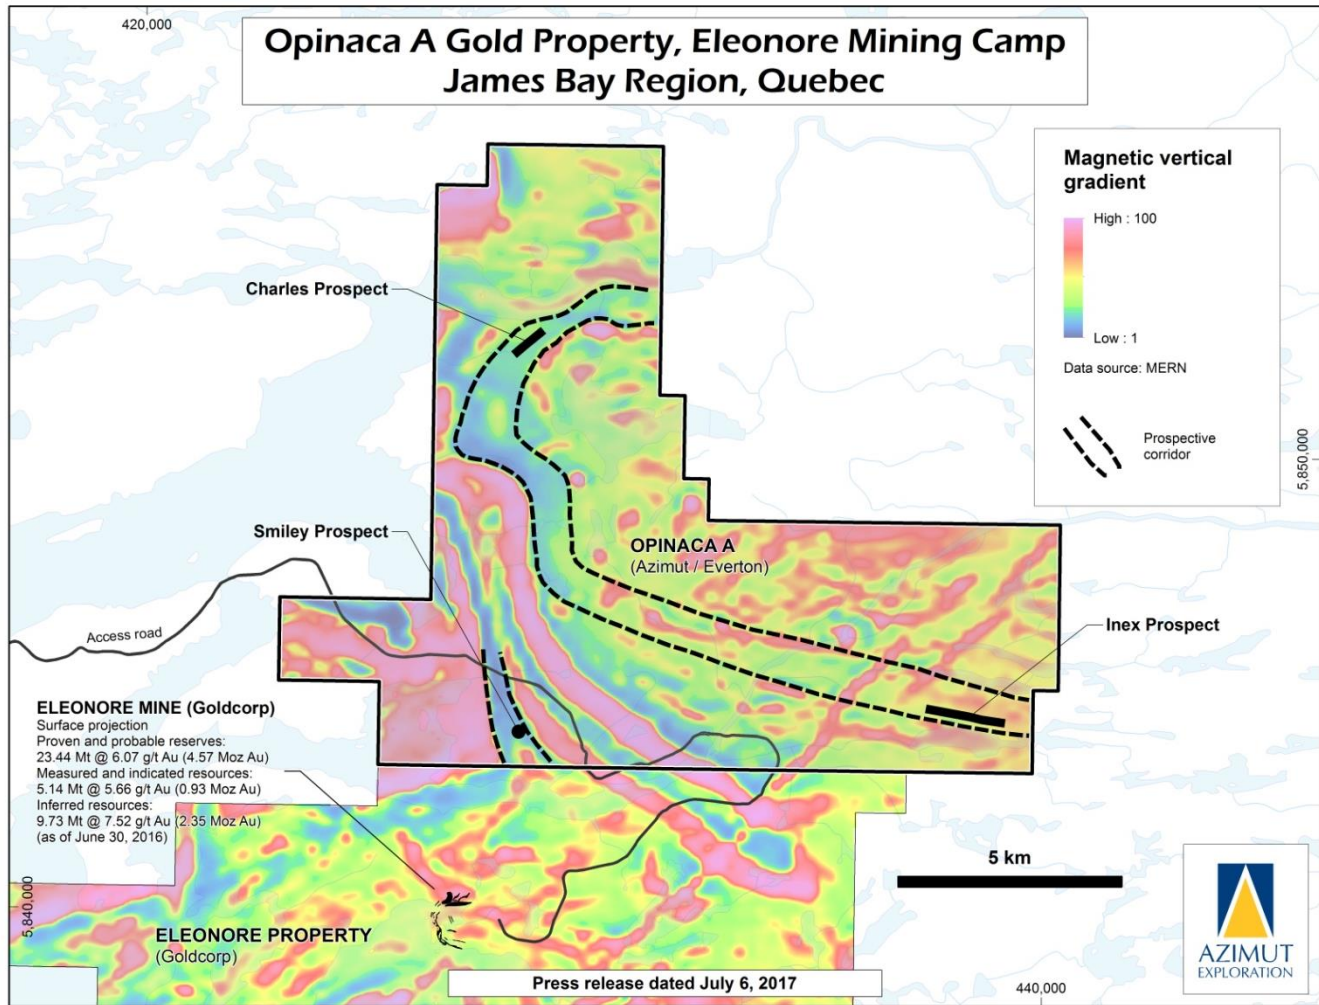 420,000
Opinaca A Gold Property, Eleonore Mining Camp
James Bay Region, Quebec
Magnetic vertical
gradient
High : 100
Low : 1
Data source: MERN
Prospective
corridor
Charles Prospect
5,850,000
Smiley Prospect
OPINACA A
(Azimut / Everton)
Access road
Inex Prospect
ELEONORE MINE (Goldcorp)
Surface projection
Proven and probable reserves:
23.44 Mt @ 6.07 g/t Au (4.57 Moz Au)
Measured and indicated resources:
5.14 Mt @ 5.66 g/t Au (0.93 Moz Au)
Inferred resources:
9.73 Mt @ 7.52 g/t Au (2.35 Moz Au)
(as of June 30, 2016)
5 km
5,840,000
ELEONORE PROPERTY
(Goldcorp)
AZIMUT
EXPLORATION
Press release dated July 6, 2017
440,000